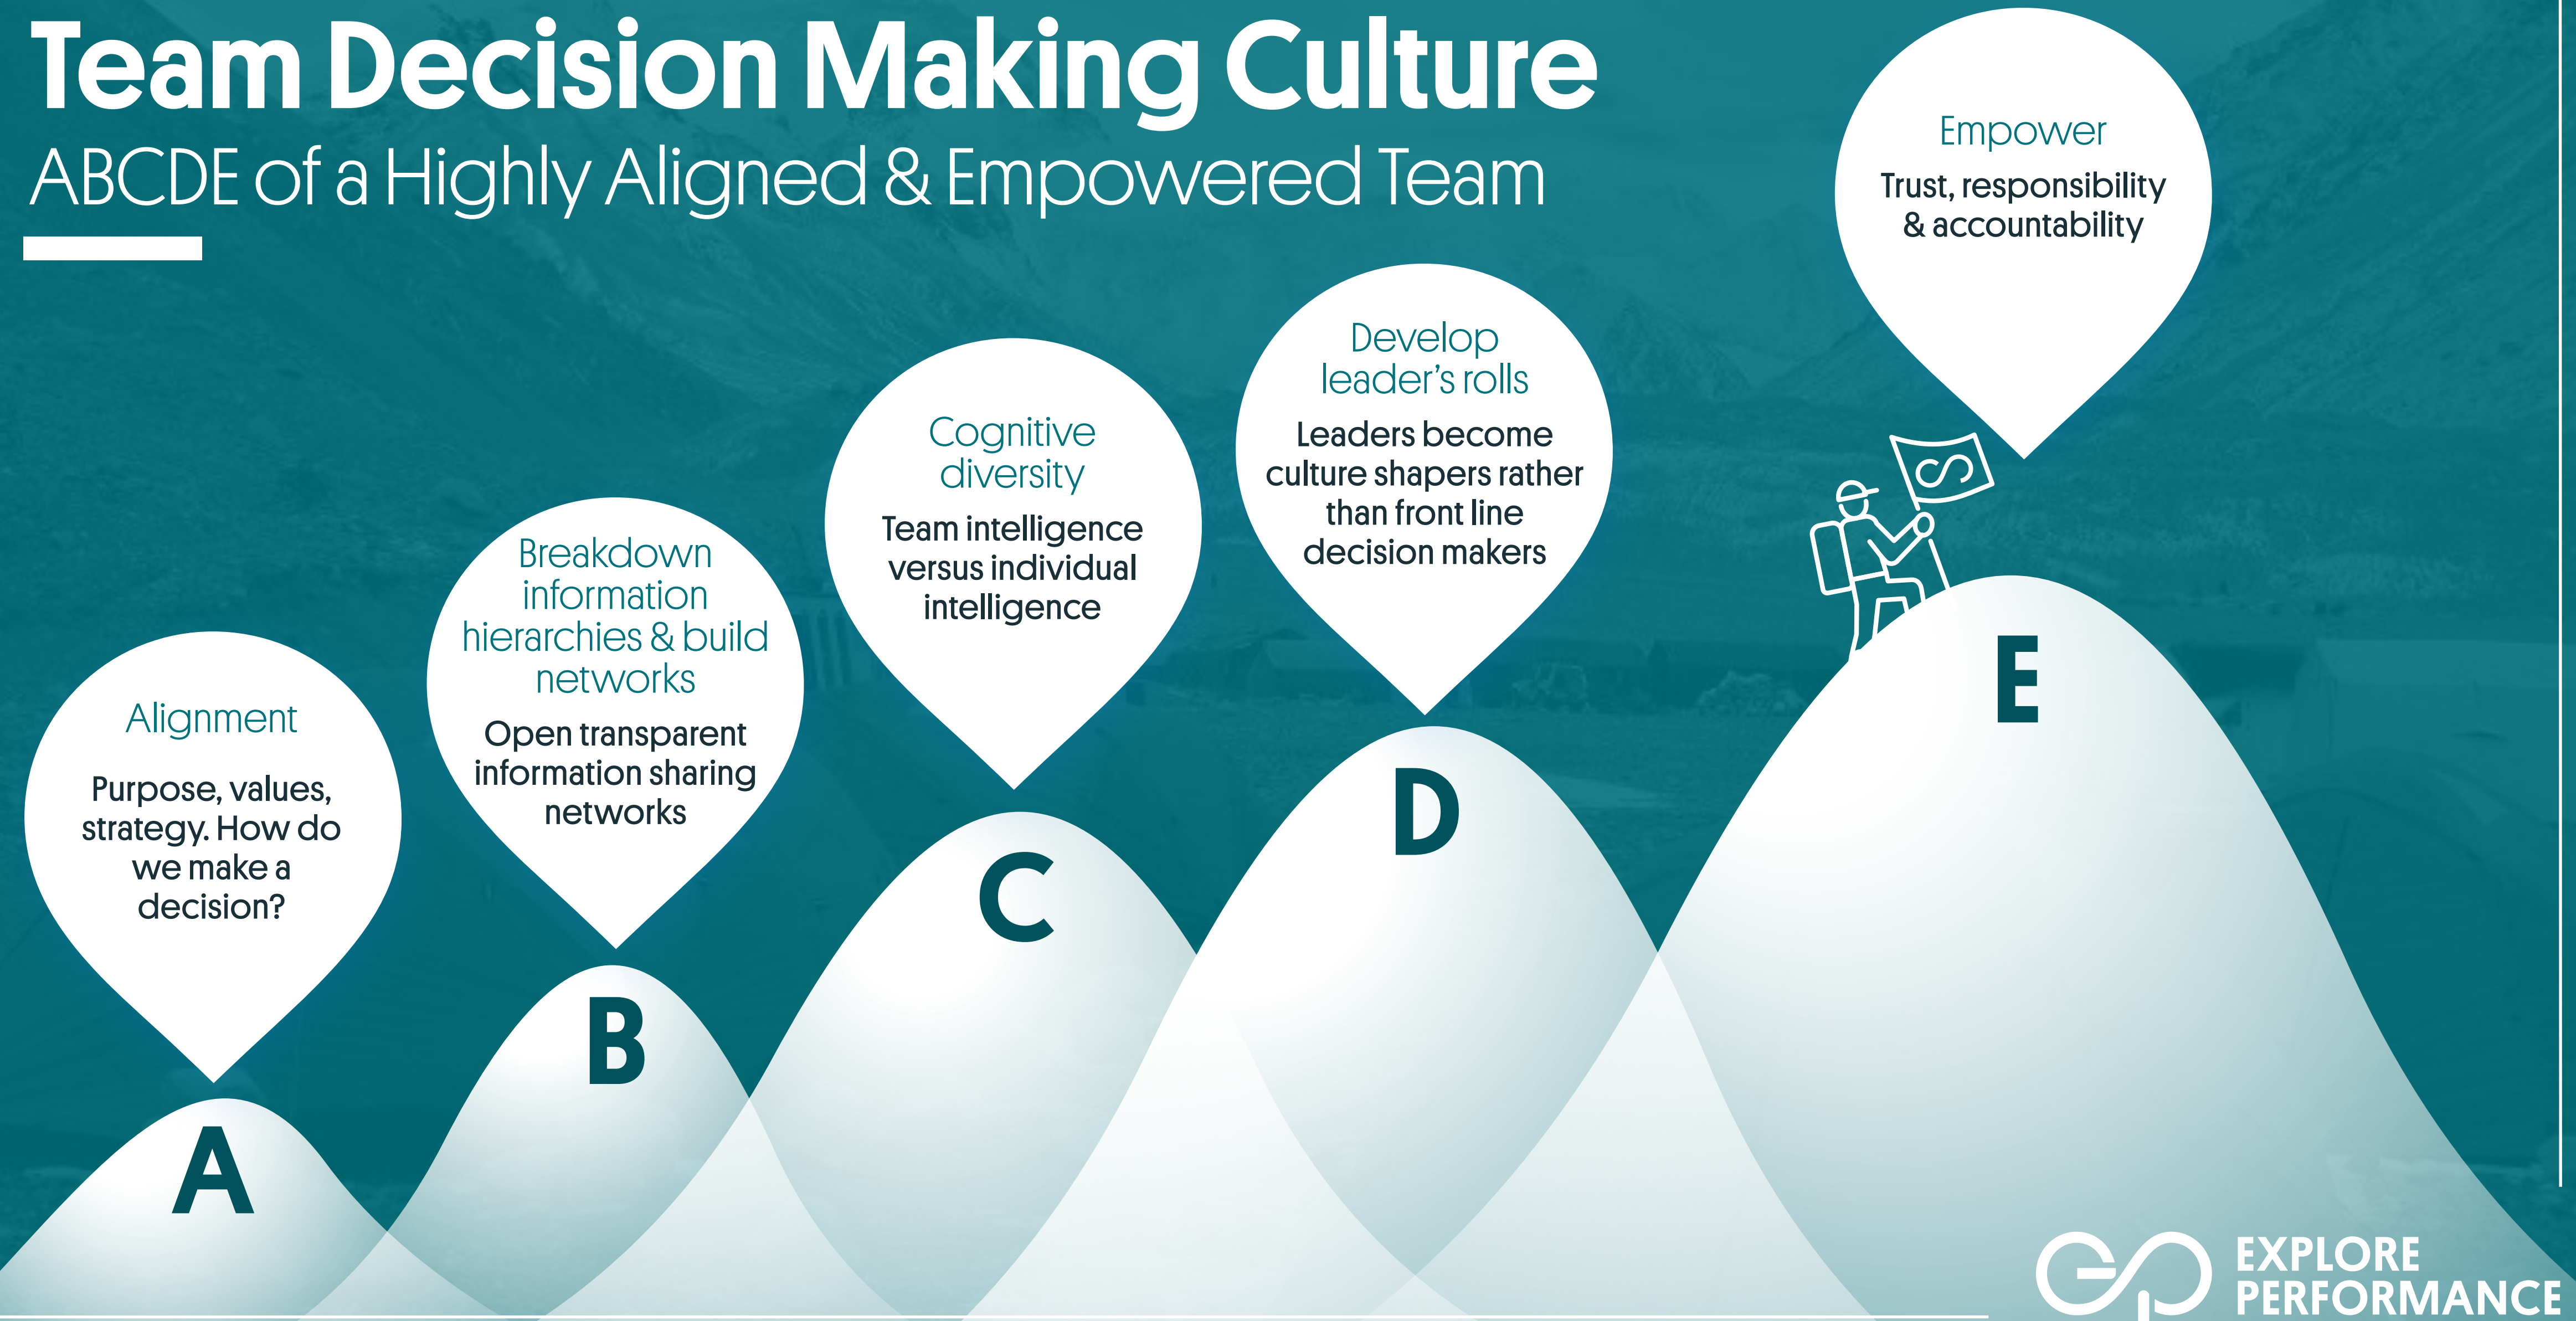 Team Decision Making Culture
ABCDE of a Highly Aligned & Empowered Team
Alignment
Purpose, values,
strategy. How do
we make a
decision?
A
Breakdown
information
hierarchies & build
networks
Open transparent
information sharing
networks
B
Cognitive
diversity
Team intelligence
versus individual
intelligence
C
Develop
leader's rolls
Leaders become
culture shapers rather
than front line
decision makers
D
Empower
Trust, responsibility
& accountability
E
EXPLORE
PERFORMANCE